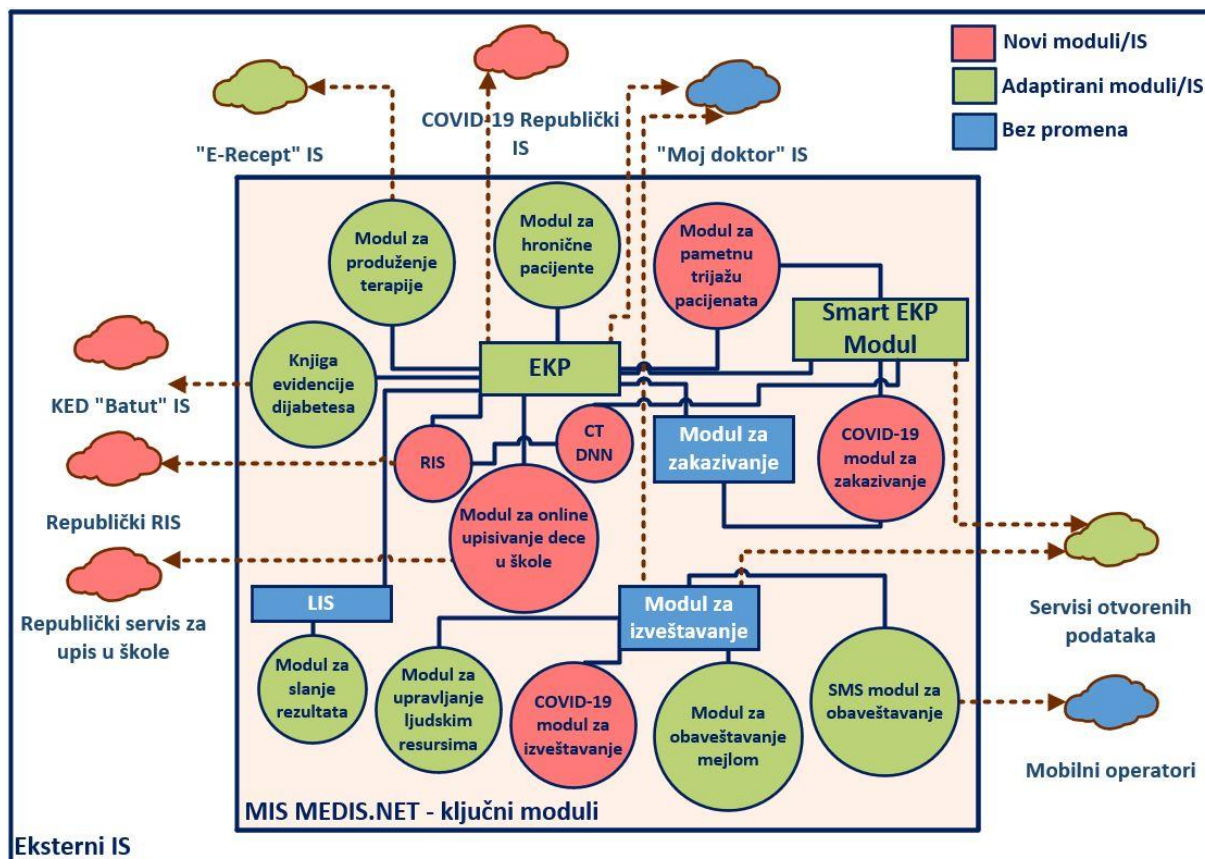 Novi moduli/IS
Adaptirani moduli/IS
Bez promena
COVID-19 Republički
IS
"E-Recept" IS
"Moj doktor" IS
Modul za
produženje
terapije
Modul za
hronične
pacijente
Modul za
pametnu
trijažu
pacijenata
Smart EKP
Modul
Knjiga
evidencije
dijabetesa
EKP
KED "Batut" IS
RIS
CT
DNN
Modul za
zakazivanje
COVID-19
modul za
zakazivanje
Republički RIS
Modul za online
upisivanje dece
u škole
Republički servis za
upis u škole
LIS
Modul za
izveštavanje
Servisi otvorenih
podataka
Modul za
slanje
rezultata
Modul za
upravljanje
ljudskim
resursima
COVID-19
modul za
izveštavanje
Modul za
obaveštavanje
mejlom
SMS modul za
obaveštavanje
Mobilni operatori
MIS MEDIS.NET - ključni moduli
Eksterni IS